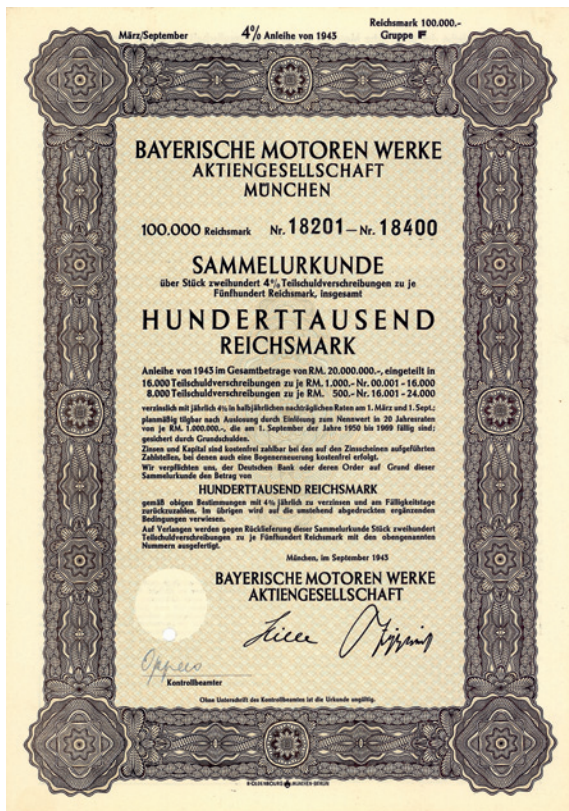 März/September 4% Anleihe von 1943 Reichsmark 100.000.-
Gruppe F
BAYERISCHE MOTOREN WERKE
AKTIENGESELLSCHAFT
MÜNCHEN
100.000 Reichsmark Nr. 18201 — Nr. 18400
SAMMELURKUNDE
über Stück zweihundert 4% Teilschuldverschreibungen zu je
Fünfhundert Reichsmark, insgesamt
HUNDERTTAUSEND
REICHSMARK
Anleihe von 1943 im Gesamtbetrage von RM. 20.000.000.-, eingeteilt in
16.000 Teilschuldverschreibungen zu je RM. 1.000.- Nr. 00.001 - 16.000
8.000 Teilschuldverschreibungen zu je RM. 500.- Nr. 16.001 - 24.000
verzinslich mit jährlich 4% in halbjährlichen nachträglichen Raten am 1. März und 1. Sept.;
planmäßig tilgbar nach Auslosung durch Einlösung zum Nennwert in 20 Jahresraten
von je RM. 1.000.000.-, die am 1. September der Jahre 1950 bis 1969 fällig sind;
gesichert durch Grundschulden.
Zinsen und Kapital sind kostenfrei zahlbar bei den auf den Zinsscheinen aufgeführten
Zahlstellen, bei denen auch eine Bogenerneuerung kostenfrei erfolgt.
Wir verpflichten uns, der Deutschen Bank oder deren Order auf Grund dieser
Sammelurkunde den Betrag von
HUNDERTTAUSEND REICHSMARK
gemäß obigen Bestimmungen mit 4% jährlich zu verzinsen und am Fälligkeitstage
zurückzuzahlen. Im übrigen wird auf die umstehend abgedruckten ergänzenden
Bedingungen verwiesen.
Auf Verlangen werden gegen Rücklieferung dieser Sammelurkunde Stück zweihundert
Teilschuldverschreibungen zu je Fünfhundert Reichsmark mit den obengenannten
Nummern ausgefertigt.
München, im September 1943
BAYERISCHE MOTOREN WERKE
AKTIENGESELLSCHAFT
Kontrollbeamter
Ohne Unterschrift des Kontrollbeamten ist die Urkunde ungültig.
R. OLDENBOURG MÜNCHEN-BERLIN